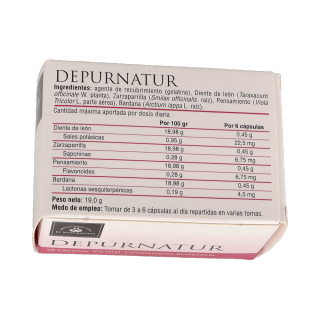 DEPURNATUR
Ingredientes: agente de recubrimiento (gelatina), Diente de león (Taraxacum
officinale W. planta), Zarzaparrilla (Smilax officinalis, raíz), Pensamiento (Viola
Tricolor L. parte aérea), Bardana (Arctium lappa L. raíz).
Cantidad máxima aportada por dosis diaria
Por 100 gr Por 6 cápsulas
Diente de león 18,98 g 0,45 g
Sales potásicas 0,95 g 22,5 mg
Zarzaparrilla 18,98 g 0,45 g
Saponinas 0,28 g 6,75 mg
Pensamiento 18,98 g 0,45 g
Flavonoides 0,28 g 6,75 mg
Bardana 18,98 g 0,45 g
Lactonas sesquiterpénicas 0,19 g 4,5 mg
Peso neto: 19,0 g
Modo de empleo: Tomar de 3 a 6 cápsulas al día repartidas en varias tomas.
DEPURNATUR